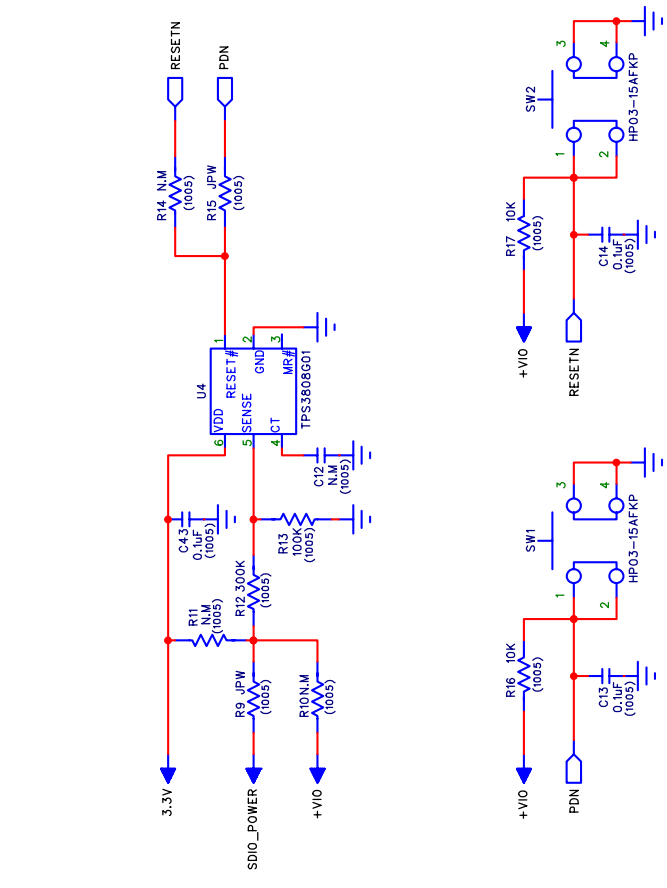 3.3V
R11
N.M
(1005)
C43
0.1uF
(1005)
R14 N.M
(1005)
RESETN
R9 JPW
(1005)
SDIO_POWER
R12 300K
(1005)
R15 JPW
(1005)
PDN
U4
6 VDD
RESET# 1
5 SENSE
GND 2
4 CT
MR# 3
TPS3808G01
R10 N.M
(1005)
+VIO
R13
100K
(1005)
C12
N.M
(1005)
+VIO
R16 10K
(1005)
SW1
1
3
2
4
HP03-15AFKP
PDN
C13
0.1uF
(1005)
+VIO
R17 10K
(1005)
SW2
1
3
2
4
HP03-15AFKP
RESETN
C14
0.1uF
(1005)